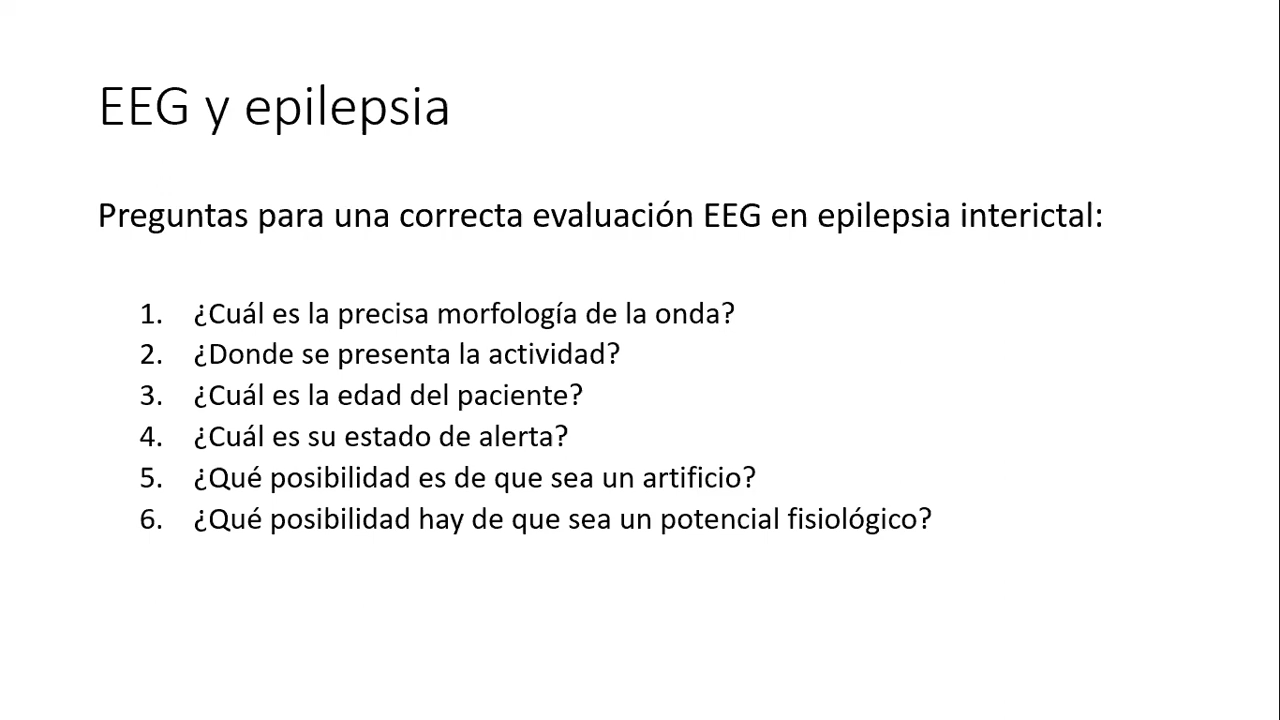 EEG y epilepsia
Preguntas para una correcta evaluación EEG en epilepsia interictal:
1. ¿Cuál es la precisa morfología de la onda?
2. ¿Donde se presenta la actividad?
3. ¿Cuál es la edad del paciente?
4. ¿Cuál es su estado de alerta?
5. ¿Qué posibilidad es de que sea un artificio?
6. ¿Qué posibilidad hay de que sea un potencial fisiológico?